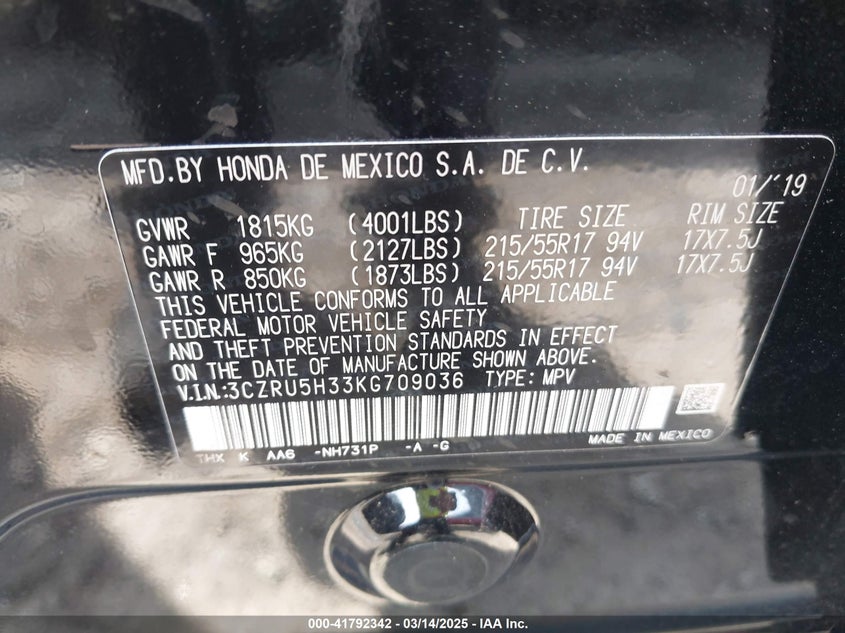 MFD.BY HONDA DE MEXICO S.A. DE C.V.
01/'19
GVWR 1815KG (4001LBS) TIRE SIZE RIM SIZE
GAWR F 965KG (2127LBS) 215/55R17 94V 17X7.5J
GAWR R 850KG (1873LBS) 215/55R17 94V 17X7.5J
THIS VEHICLE CONFORMS TO ALL APPLICABLE
FEDERAL MOTOR VEHICLE SAFETY
AND THEFT PREVENTION STANDARDS IN EFFECT
ON THE DATE OF MANUFACTURE SHOWN ABOVE.
V.I.N.:3CZRU5H33KG709036 TYPE: MPV
THX K AA6 -NH731P -A -G MADE IN MEXICO
000-41792342 - 03/14/2025 - IAA Inc.